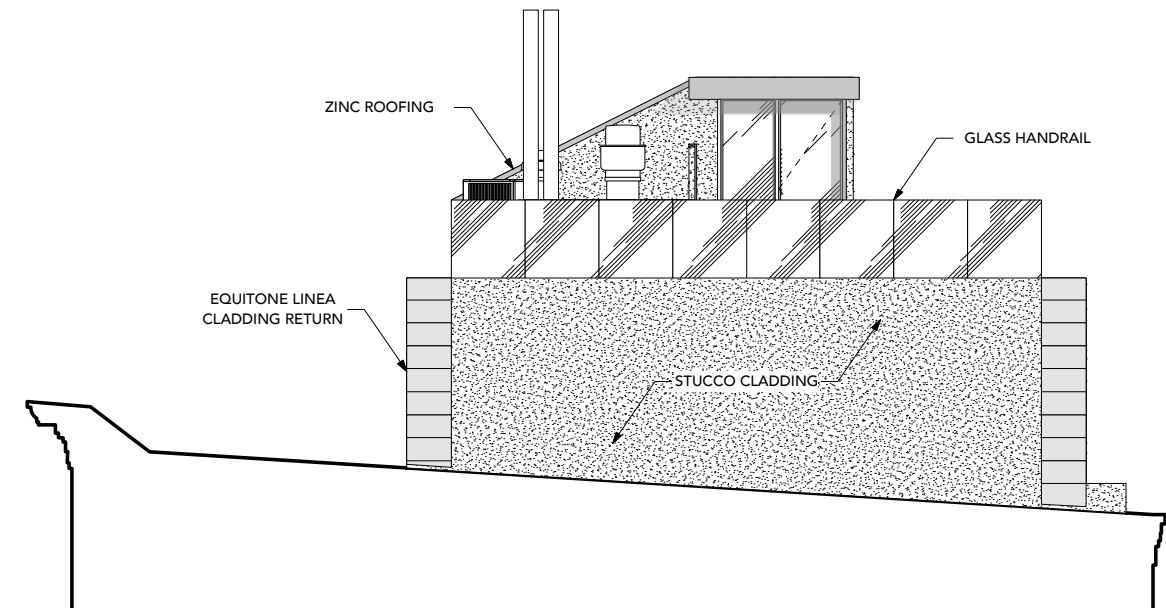 ZINC ROOFING
GLASS HANDRAIL
EQUITONE LINEA
CLADDING RETURN
STUCCO CLADDING